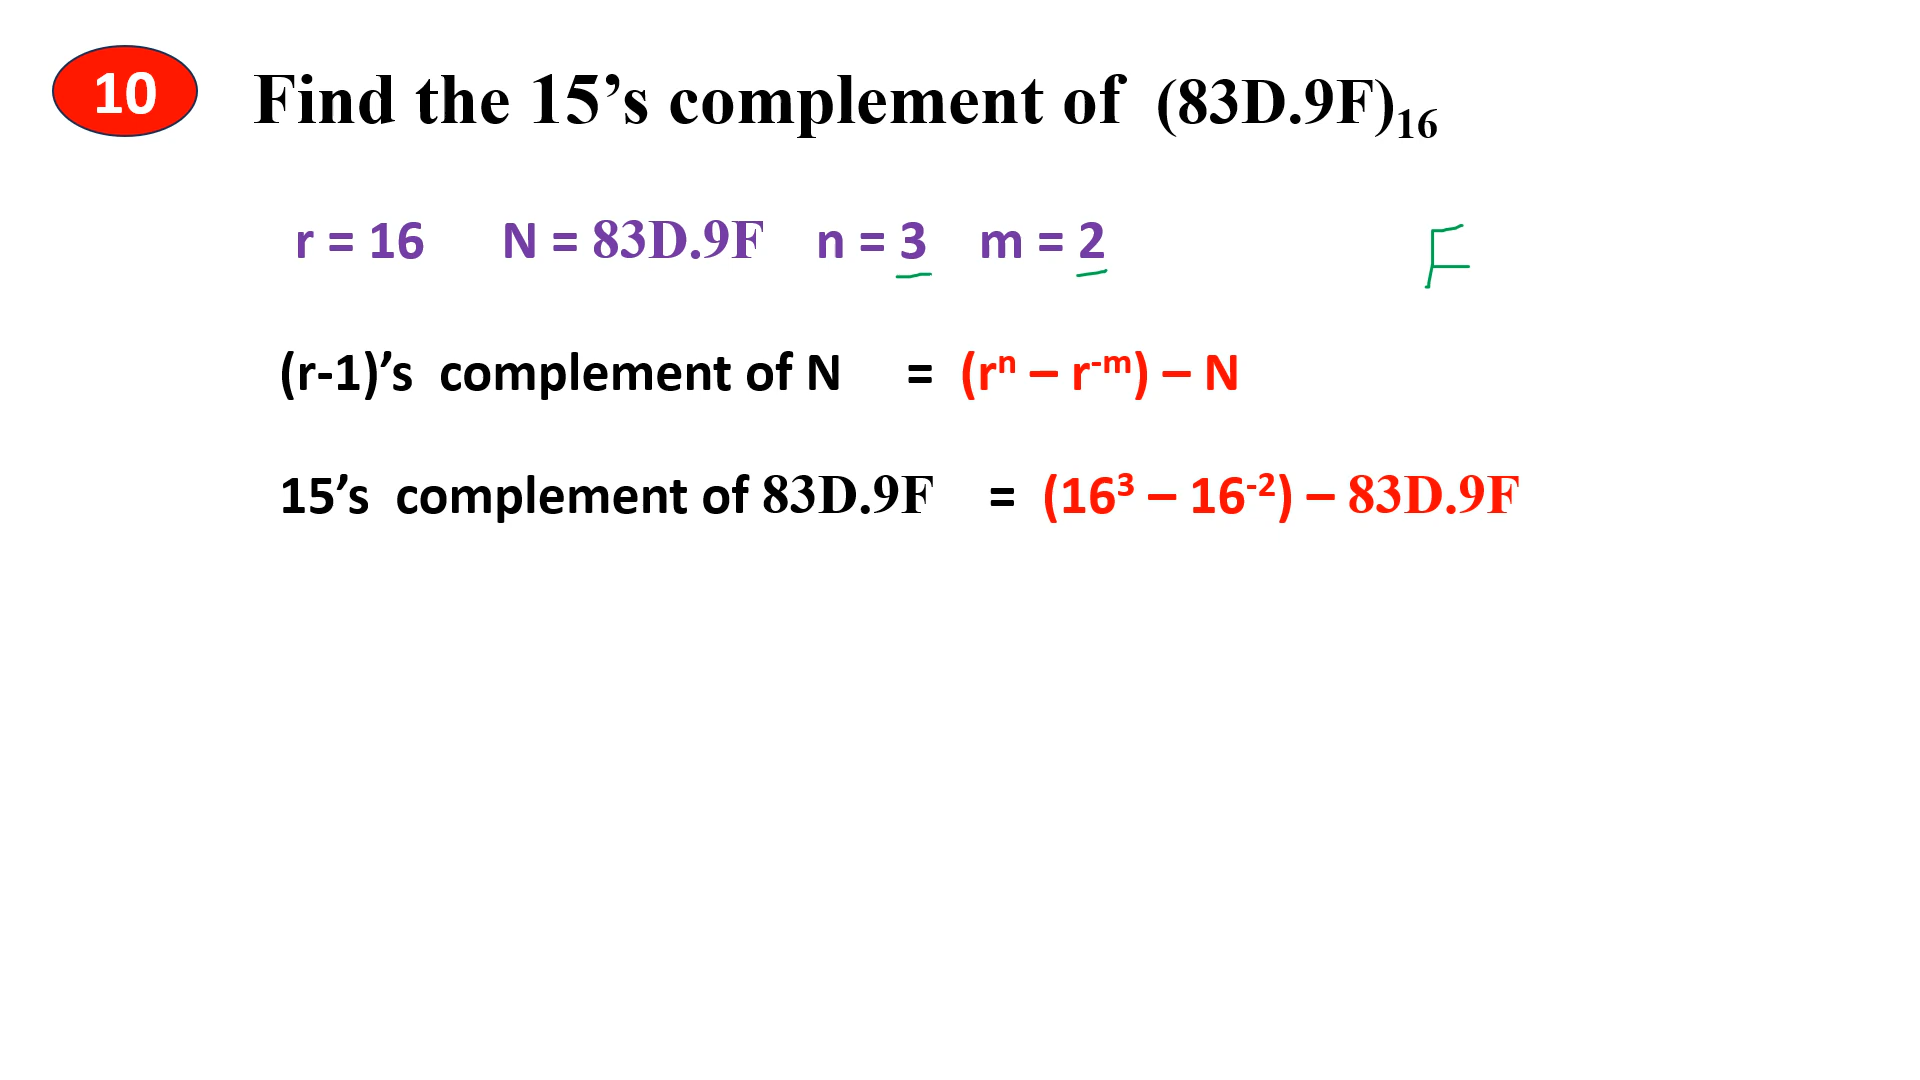 10 Find the 15’s complement of (83D.9F)₁₆
r = 16 N = 83D.9F n = 3 m = 2 F
(r-1)’s complement of N = (rⁿ – r⁻ᵐ) – N
15’s complement of 83D.9F = (16³ – 16⁻²) – 83D.9F